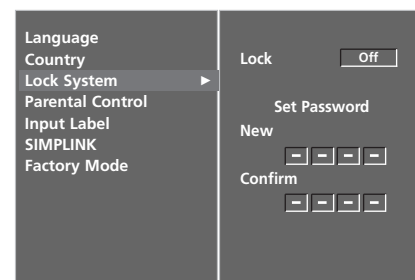 Language
Country
Lock System ►
Parental Control
Input Label
SIMPLINK
Factory Mode
Lock Off
Set Password
New
– – – –
Confirm
– – – –